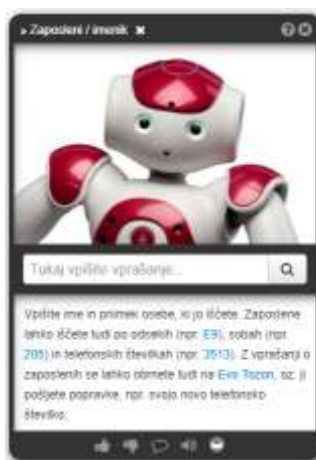 » Zaposleni / imenik ✖
Tukaj vpišite vprašanje...
Vpišite ime in priimek osebe, ki jo iščete. Zaposlene
lahko iščete tudi po odsekih (npr. E9), sobah (npr.
205) in telefonskih številkah (npr. 3513). Z vprašanji o
zaposlenih se lahko obrnete tudi na Evo Tozon, oz. ji
pošljete popravke, npr. svojo novo telefonsko
številko.